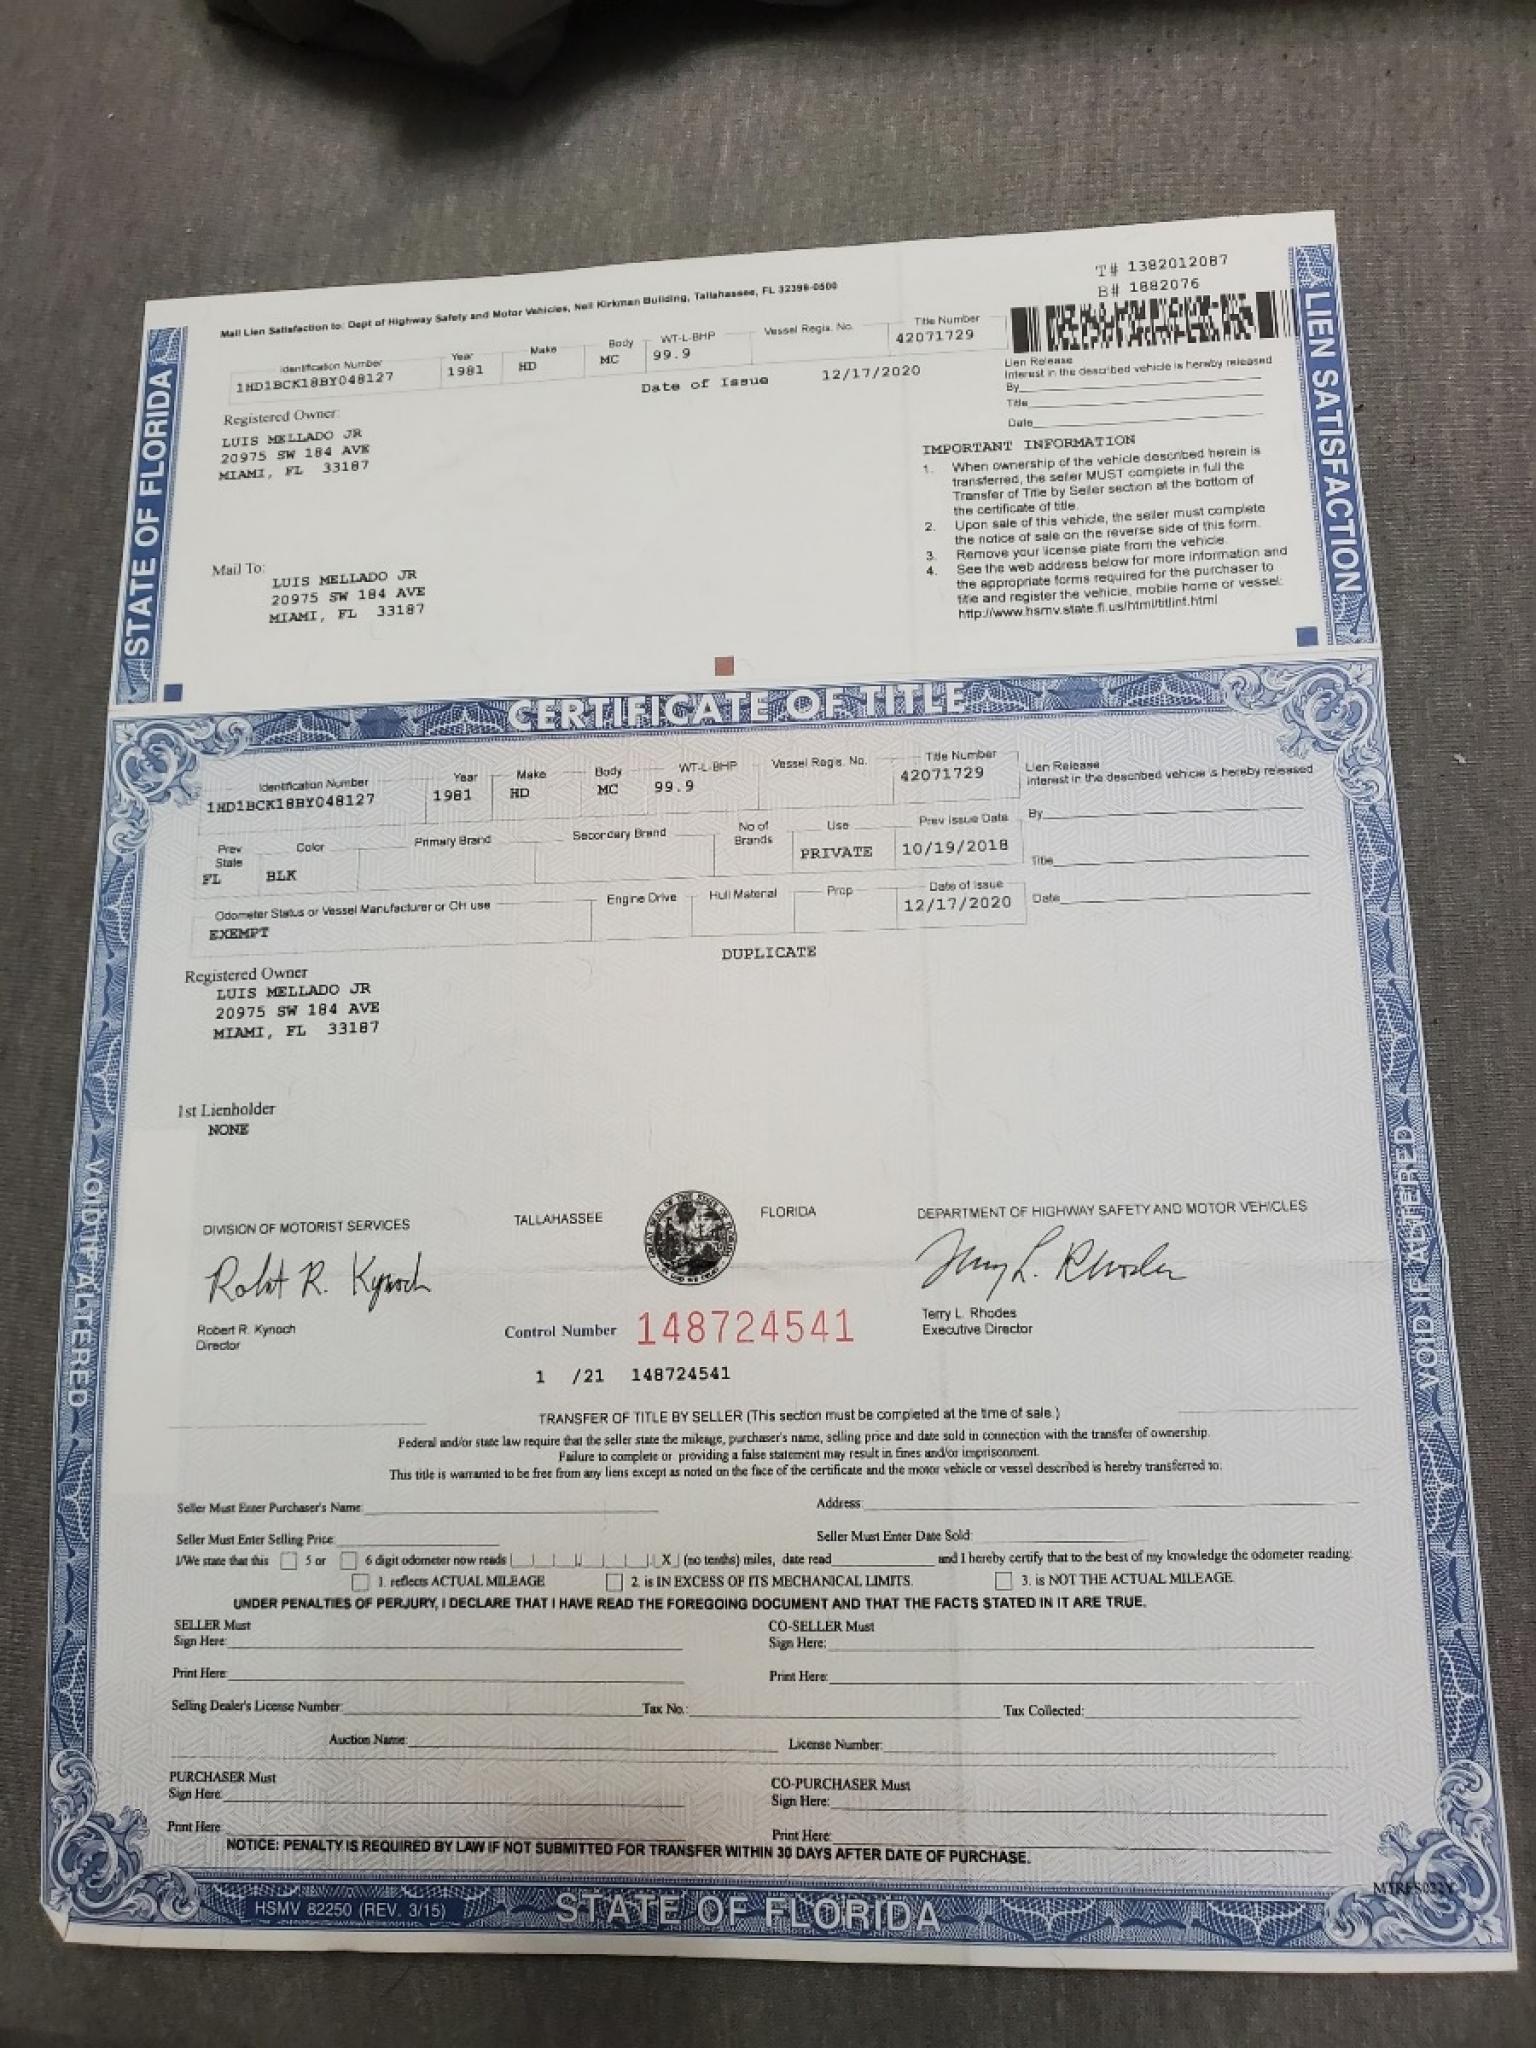 T# 1382012087
B# 1882076
Mail Lien Satisfaction to: Dept of Highway Safety and Motor Vehicles, Neil Kirkman Building, Tallahassee, FL 32399-0500
Identification Number Year Make Body WT-L-BHP Vessel Regis. No. Title Number
1HD1BCK18BY048127 1981 HD MC 99.9 42071729
Date of Issue 12/17/2020
Lien Release
Interest in the described vehicle is hereby released
By
Title
Date
Registered Owner:
LUIS MELLADO JR
20975 SW 184 AVE
MIAMI, FL 33187
IMPORTANT INFORMATION
1. When ownership of the vehicle described herein is
transferred, the seller MUST complete in full the
Transfer of Title by Seller section at the bottom of
the certificate of title.
2. Upon sale of this vehicle, the seller must complete
the notice of sale on the reverse side of this form.
3. Remove your license plate from the vehicle.
4. See the web address below for more information and
the appropriate forms required for the purchaser to
title and register the vehicle, mobile home or vessel:
http://www.hsmv.state.fl.us/html/titlinf.html
Mail To:
LUIS MELLADO JR
20975 SW 184 AVE
MIAMI, FL 33187
STATE OF FLORIDA
LIEN SATISFACTION
CERTIFICATE OF TITLE
Identification Number Year Make Body WT-L-BHP Vessel Regis. No. Title Number
1HD1BCK18BY048127 1981 HD MC 99.9 42071729
Lien Release
Interest in the described vehicle is hereby released
By
Title
Date
Prev State Color Primary Brand Secondary Brand No of Brands Use Prev Issue Date
FL BLK PRIVATE 10/19/2018
Odometer Status or Vessel Manufacturer or OH use Engine Drive Hull Material Prop Date of Issue
EXEMPT 12/17/2020
DUPLICATE
Registered Owner
LUIS MELLADO JR
20975 SW 184 AVE
MIAMI, FL 33187
1st Lienholder
NONE
VOID IF ALTERED
VOID IF ALTERED
DIVISION OF MOTORIST SERVICES TALLAHASSEE FLORIDA DEPARTMENT OF HIGHWAY SAFETY AND MOTOR VEHICLES
GREAT SEAL OF THE STATE OF FLORIDA
IN GOD WE TRUST
Robert R. Kynoch
Terry L. Rhodes
Robert R. Kynoch
Director
Control Number 148724541
Terry L. Rhodes
Executive Director
1 /21 148724541
TRANSFER OF TITLE BY SELLER (This section must be completed at the time of sale.)
Federal and/or state law require that the seller state the mileage, purchaser's name, selling price and date sold in connection with the transfer of ownership.
Failure to complete or providing a false statement may result in fines and/or imprisonment.
This title is warranted to be free from any liens except as noted on the face of the certificate and the motor vehicle or vessel described is hereby transferred to:
Seller Must Enter Purchaser's Name: Address:
Seller Must Enter Selling Price: Seller Must Enter Date Sold:
I/We state that this 5 or 6 digit odometer now reads X (no tenths) miles, date read and I hereby certify that to the best of my knowledge the odometer reading:
1. reflects ACTUAL MILEAGE 2. is IN EXCESS OF ITS MECHANICAL LIMITS. 3. is NOT THE ACTUAL MILEAGE.
UNDER PENALTIES OF PERJURY, I DECLARE THAT I HAVE READ THE FOREGOING DOCUMENT AND THAT THE FACTS STATED IN IT ARE TRUE.
SELLER Must CO-SELLER Must
Sign Here: Sign Here:
Print Here: Print Here:
Selling Dealer's License Number: Tax No.: Tax Collected:
Auction Name: License Number:
PURCHASER Must CO-PURCHASER Must
Sign Here: Sign Here:
Print Here: Print Here:
NOTICE: PENALTY IS REQUIRED BY LAW IF NOT SUBMITTED FOR TRANSFER WITHIN 30 DAYS AFTER DATE OF PURCHASE.
HSMV 82250 (REV. 3/15) STATE OF FLORIDA